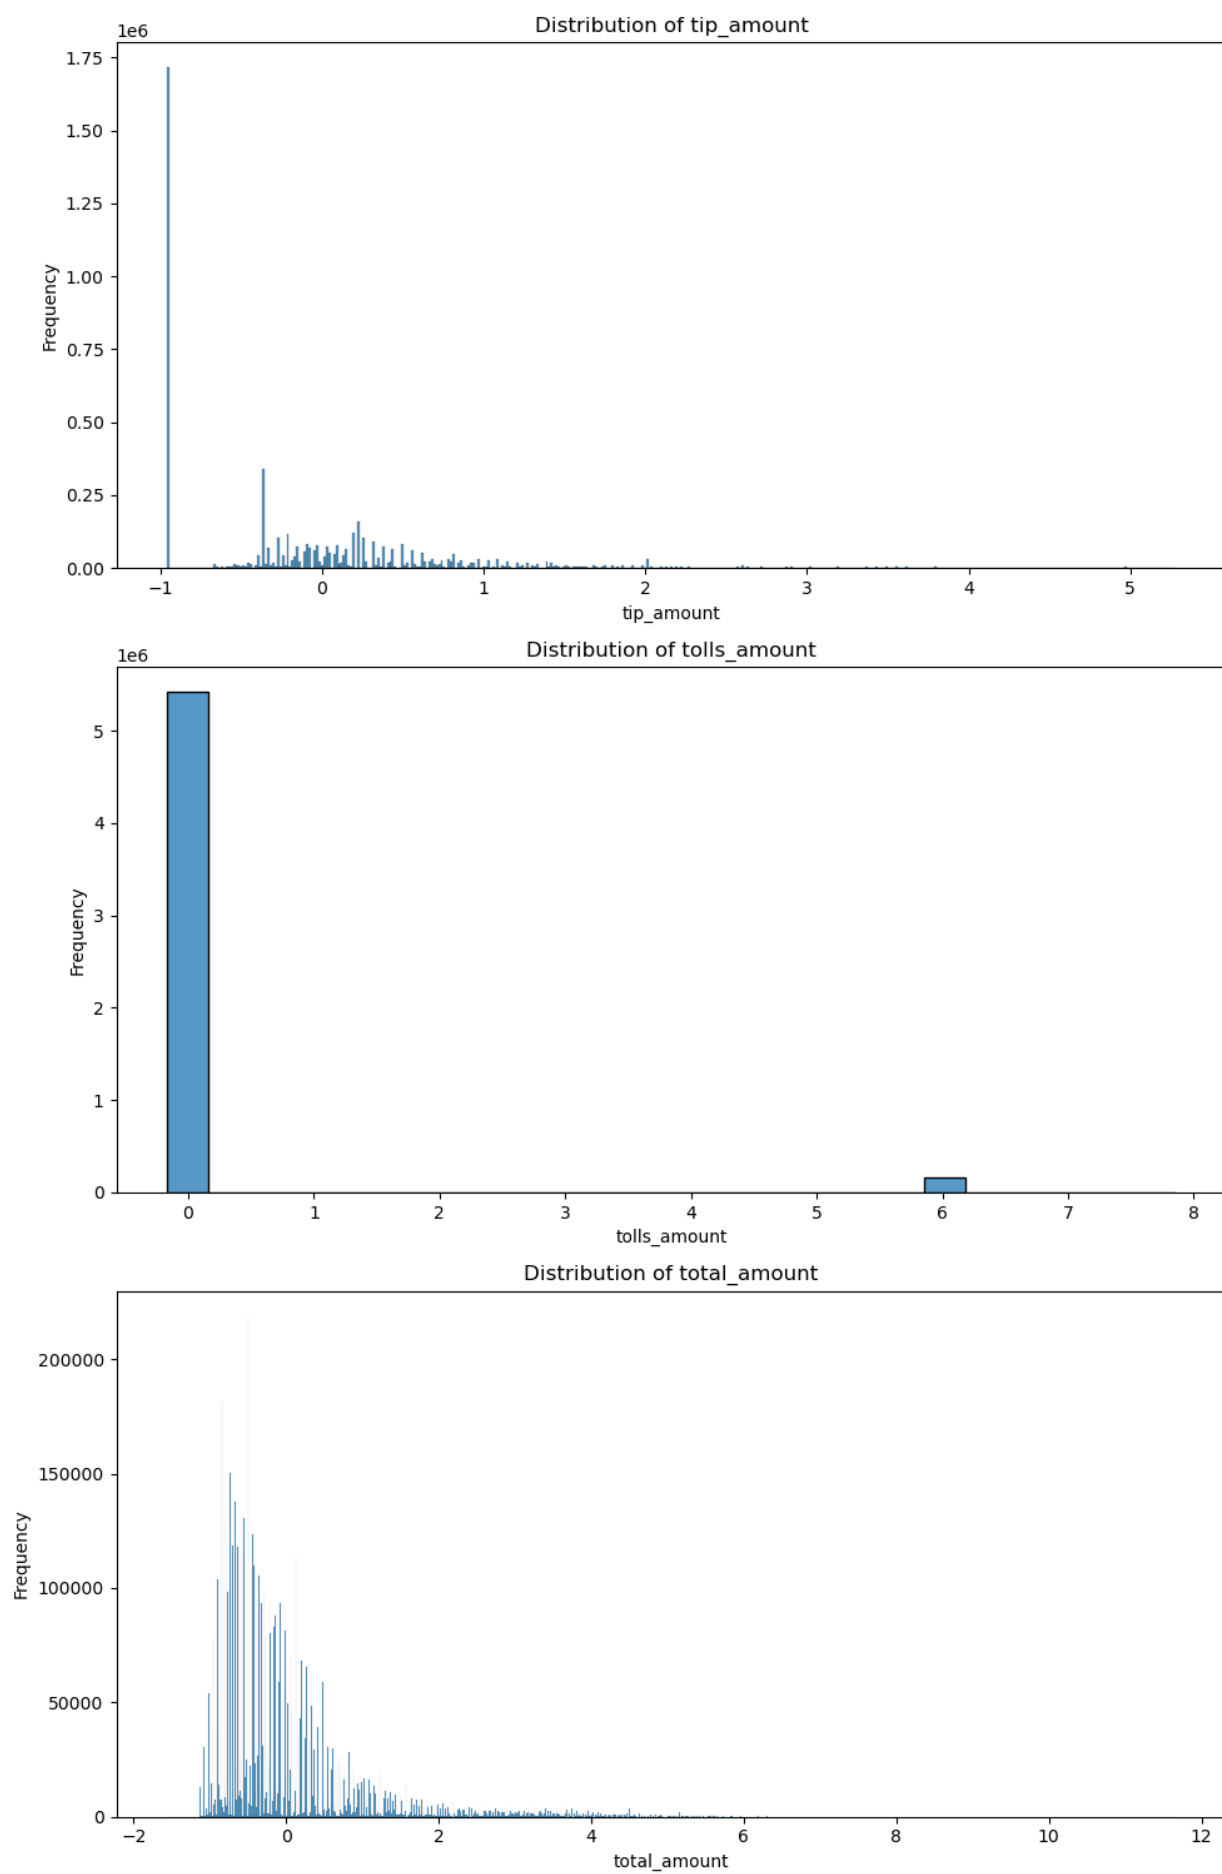 Distribution of tip_amount
1e6
1.75
1.50
1.25
1.00
0.75
0.50
0.25
0.00
Frequency
−1 0 1 2 3 4 5
tip_amount
Distribution of tolls_amount
1e6
5
4
3
2
1
0
Frequency
0 1 2 3 4 5 6 7 8
tolls_amount
Distribution of total_amount
200000
150000
100000
50000
0
Frequency
−2 0 2 4 6 8 10 12
total_amount